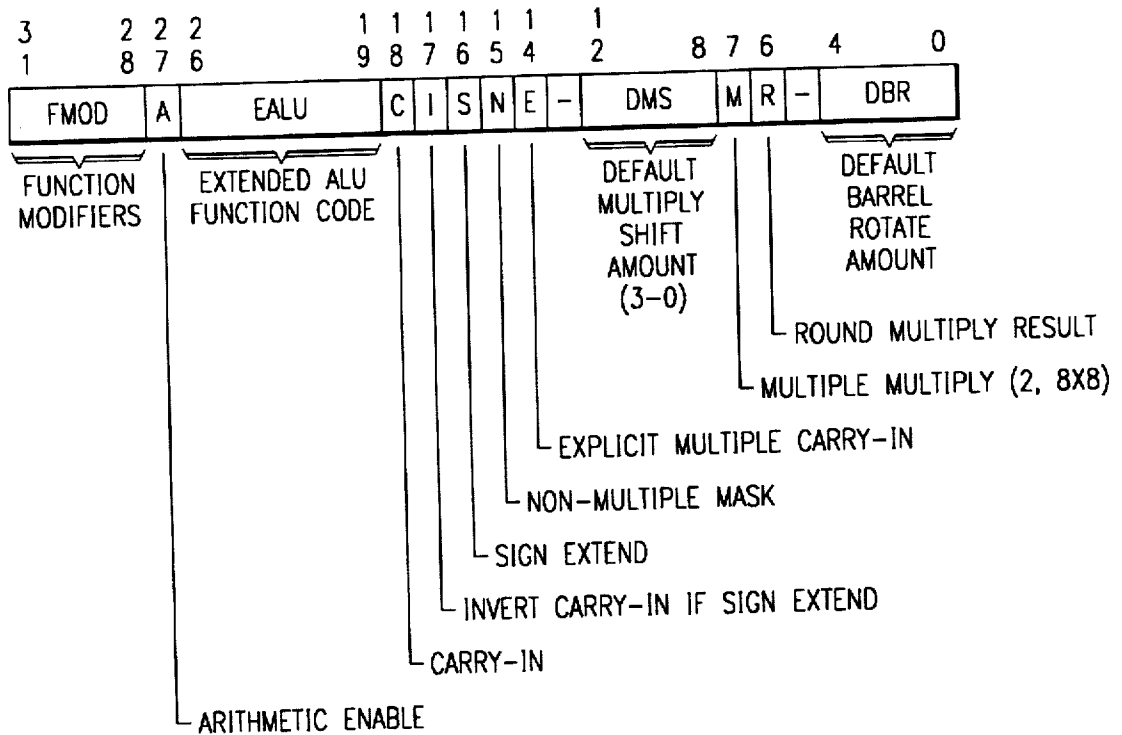 3 2 2 2 1 1 1 1 1 1 1
1 8 7 6 9 8 7 6 5 4 2 8 7 6 4 0
FMOD A EALU C I S N E - DMS M R - DBR
FUNCTION
MODIFIERS
EXTENDED ALU
FUNCTION CODE
DEFAULT
MULTIPLY
SHIFT
AMOUNT
(3-0)
DEFAULT
BARREL
ROTATE
AMOUNT
ROUND MULTIPLY RESULT
MULTIPLE MULTIPLY (2, 8X8)
EXPLICIT MULTIPLE CARRY-IN
NON-MULTIPLE MASK
SIGN EXTEND
INVERT CARRY-IN IF SIGN EXTEND
CARRY-IN
ARITHMETIC ENABLE